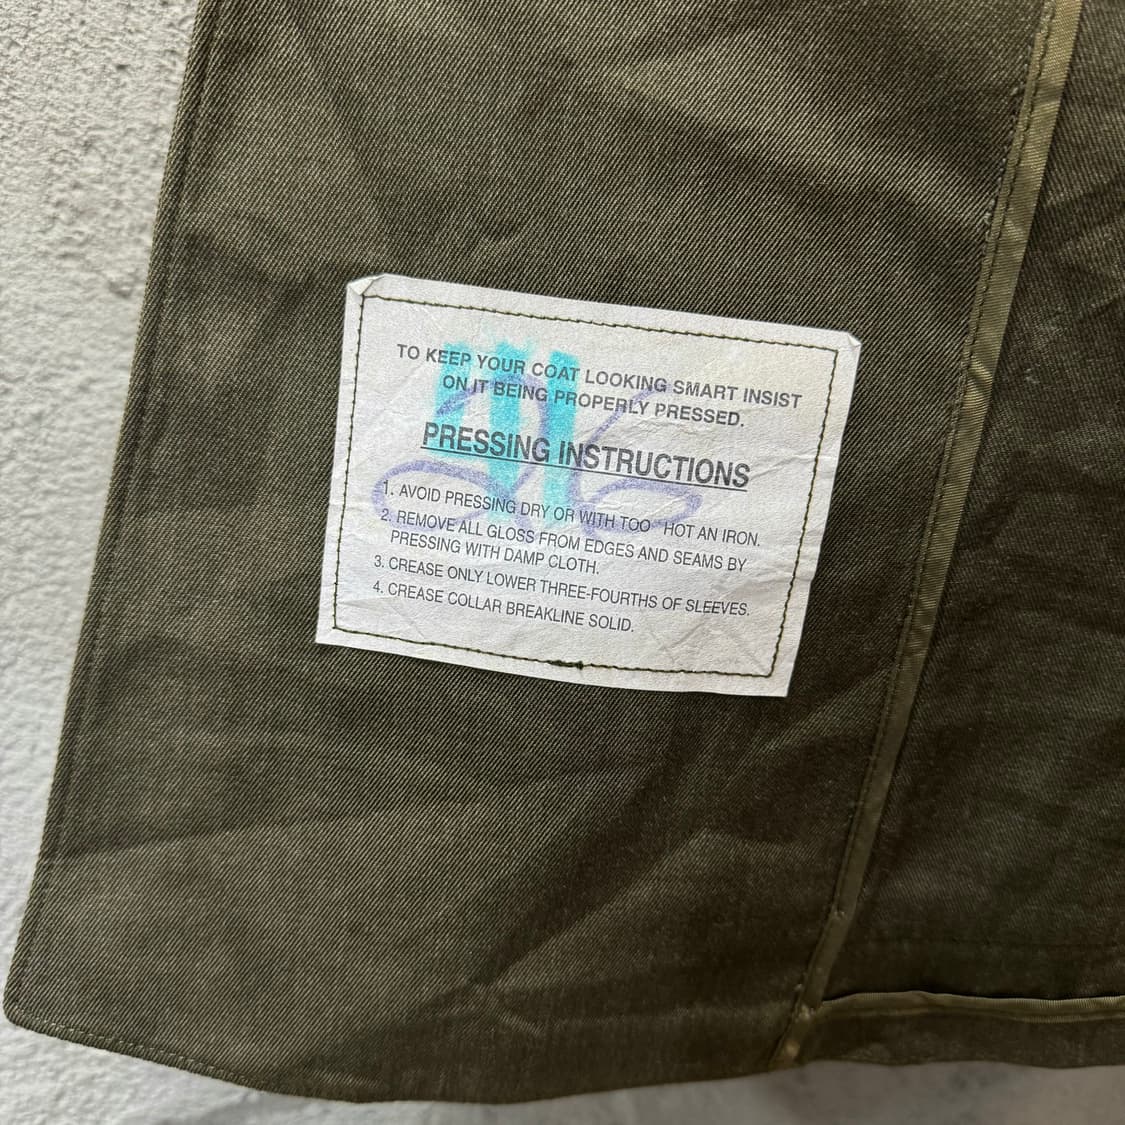 TO KEEP YOUR COAT LOOKING SMART INSIST
ON IT BEING PROPERLY PRESSED.
PRESSING INSTRUCTIONS
1. AVOID PRESSING DRY OR WITH TOO HOT AN IRON.
2. REMOVE ALL GLOSS FROM EDGES AND SEAMS BY
PRESSING WITH DAMP CLOTH.
3. CREASE ONLY LOWER THREE-FOURTHS OF SLEEVES.
4. CREASE COLLAR BREAKLINE SOLID.